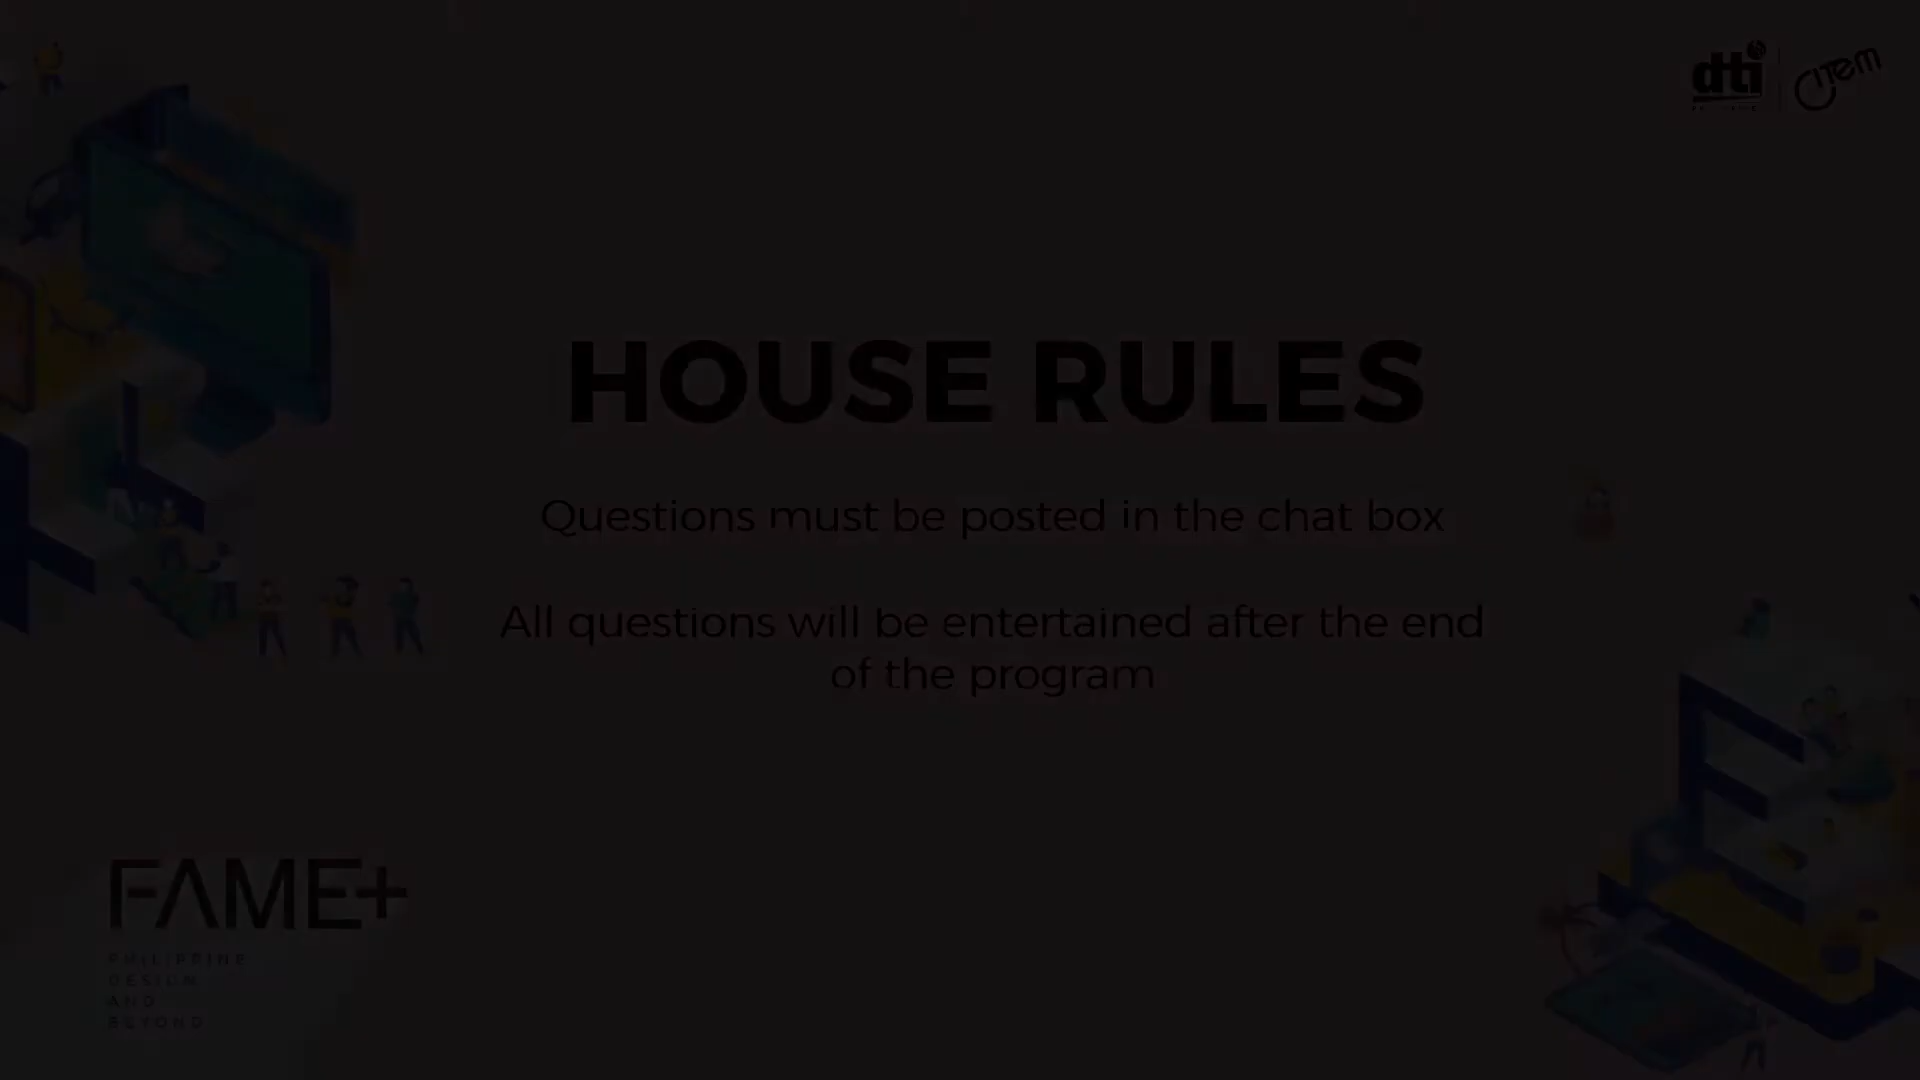 dti
CITEM
HOUSE RULES
Questions must be posted in the chat box
All questions will be entertained after the end
of the program
FAME+
PHILIPPINE
DESIGN
AND
BEYOND